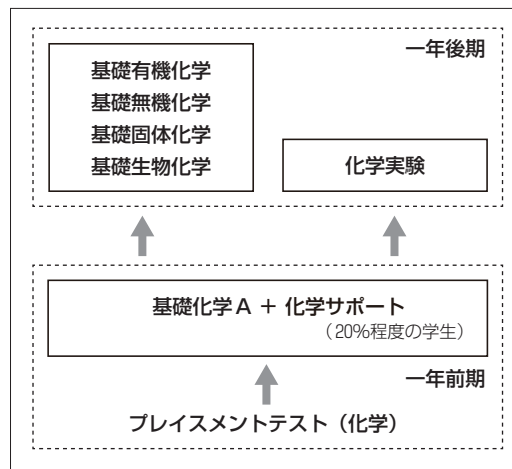 一年後期
基礎有機化学
基礎無機化学
基礎固体化学
基礎生物化学
化学実験
基礎化学A + 化学サポート
（20%程度の学生）
一年前期
プレイスメントテスト（化学）